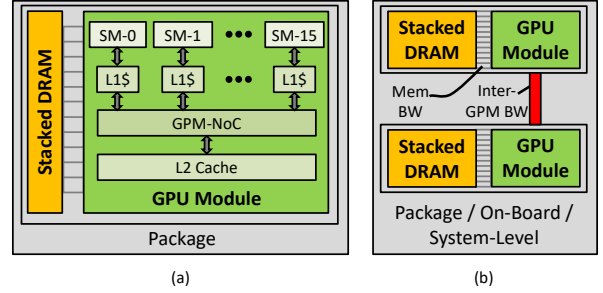 Stacked DRAM
SM-0 SM-1 ••• SM-15
L1$ L1$ ••• L1$
GPM-NoC
L2 Cache
GPU Module
Package
(a)
Stacked
DRAM
GPU
Module
Mem
BW
Inter-
GPM BW
Stacked
DRAM
GPU
Module
Package / On-Board /
System-Level
(b)